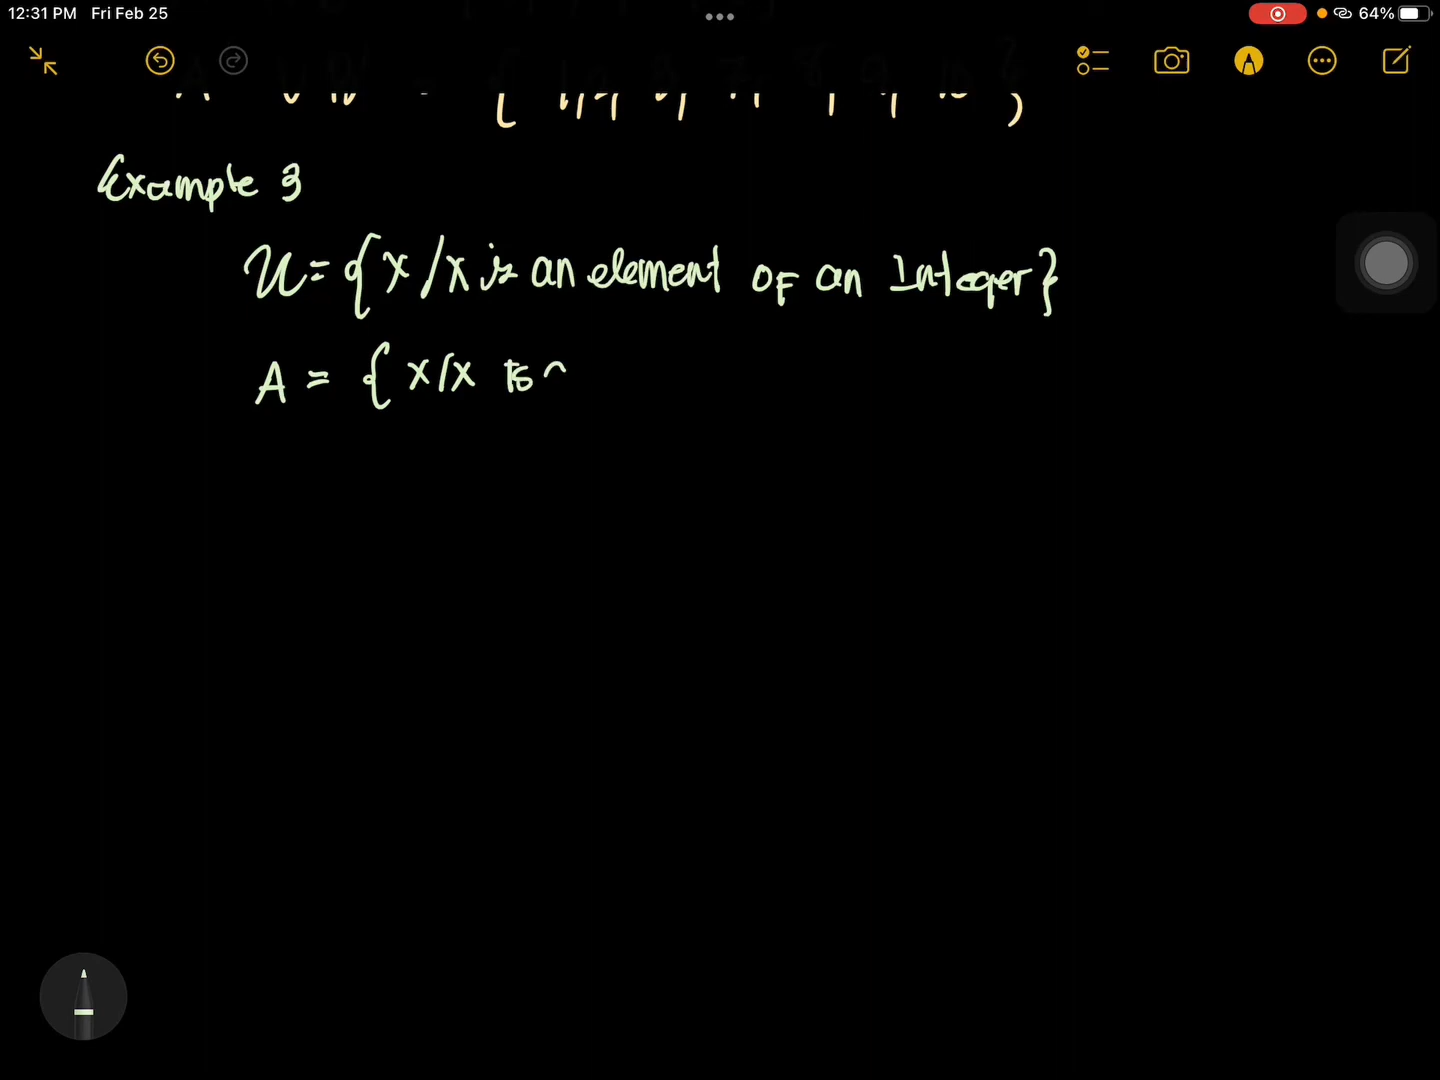 12:31 PM Fri Feb 25 64%
Example 3
U = { x / x is an element OF an Integer }
A = { x / x is